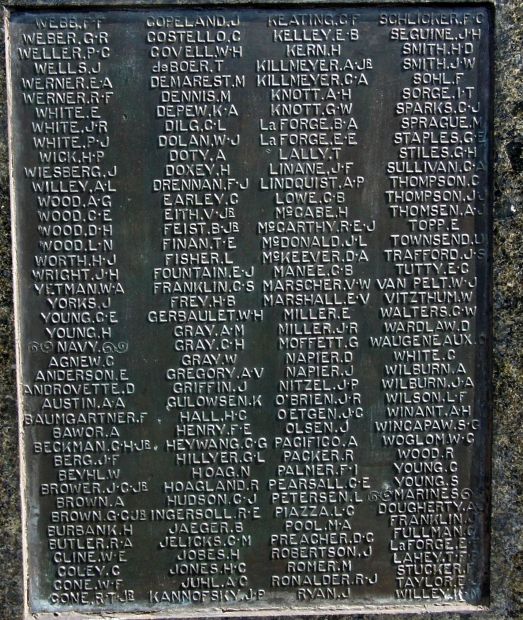 WEBB,F·T
WEBER,G·R
WELLER,P·C
WELLS,J
WERNER,E·A
WERNER,R·F
WHITE,E
WHITE,J·R
WHITE,P·J
WICK,H·P
WIESBERG,J
WILLEY,A·L
WOOD,A·G
WOOD,C·E
WOOD,D·H
WOOD,L·N
WORTH,H·J
WRIGHT,J·H
YETMAN,W·A
YORKS,J
YOUNG,C·E
YOUNG,H
NAVY
AGNEW,C
ANDERSON,E
ANDROVETTE,D
AUSTIN,A·A
BAUMGARTNER,F
BAWOR,A
BECKMAN,C·H·JR
BERG,J·F
BEYHL,W
BROWER,J·C·JR
BROWN,A
BROWN,G·C·JR
BURBANK,H
BUTLER,R·A
CLINE,W·E
COLEY,C
CONE,W·F
CONE,R·T·JR
COPELAND,J
COSTELLO,C
COVELL,W·H
deBOER,T
DEMAREST,M
DENNIS,M
DEPEW,K·A
DILG,C·L
DOLAN,W·J
DOTY,A
DOXEY,H
DRENNAN,F·J
EARLEY,C
EITH,V·JR
FEIST,B·JR
FINAN,T·E
FISHER,L
FOUNTAIN,E·J
FRANKLIN,C·S
FREY,H·B
GERBAULET,W·H
GRAY,A·M
GRAY,C·H
GRAY,W
GREGORY,A·V
GRIFFIN,J
GULOWSEN,K
HALL,H·C
HENRY,F·E
HEYWANG,C·G
HILLYER,G·L
HOAG,N
HOAGLAND,R
HUDSON,C·J
INGERSOLL,R·E
JAEGER,B
JELICKS,C·M
JOBES,H
JONES,H·C
JUHL,A·C
KANNOFSKY,J·P
KEATING,C·F
KELLEY,E·B
KERN,H
KILLMEYER,A·JR
KILLMEYER,C·A
KNOTT,A·H
KNOTT,G·W
LaFORGE,B·A
LaFORGE,E·E
LALLY,T
LINANE,J·F
LINDQUIST,A·P
LOWE,C·B
McCABE,H
McCARTHY,R·E·J
McDONALD,J·L
McKEEVER,D·A
MANEE,C·B
MARSCHER,V·W
MARSHALL,E·V
MILLER,E
MILLER,J·R
MOFFETT,G
NAPIER,D
NAPIER,J
NITZEL,J·P
O'BRIEN,J·R
OETGEN,J·C
OLSEN,J
PACIFICO,A
PACKER,R
PALMER,F·I
PEARSALL,C·E
PETERSEN,L
PIAZZA,L·C
POOL,M·A
PREACHER,D·C
ROBERTSON,J
ROMER,M
RONALDER,R·J
RYAN,J
SCHLICKER,F·C
SEGUINE,J·H
SMITH,H·D
SMITH,J·W
SOHL,F
SORGE,I·T
SPARKS,C·J
SPRAGUE,M
STAPLES,G·E
STILES,G·H
SULLIVAN,C·A
THOMPSON,C
THOMPSON,J
THOMSEN,A·J
TOPP,E
TOWNSEND,U
TRAFFORD,J·S
TUTTY,E·C
VAN PELT,W·J
VITZTHUM,W
WALTERS,C·W
WARDLAW,D
WAUGENEAUX,C
WHITE,C
WILBURN,A
WILBURN,J·A
WILSON,L·F
WINANT,A·H
WINCAPAW,S·G
WOGLOM,W·C
WOOD,R
YOUNG,C
YOUNG,S
MARINES
DOUGHERTY,A
FRANKLIN,
FULLMAN,
LaFORGE,
LAHEY,T·F
STUCKER,F
TAYLOR,E·J
WILLEY,K·N